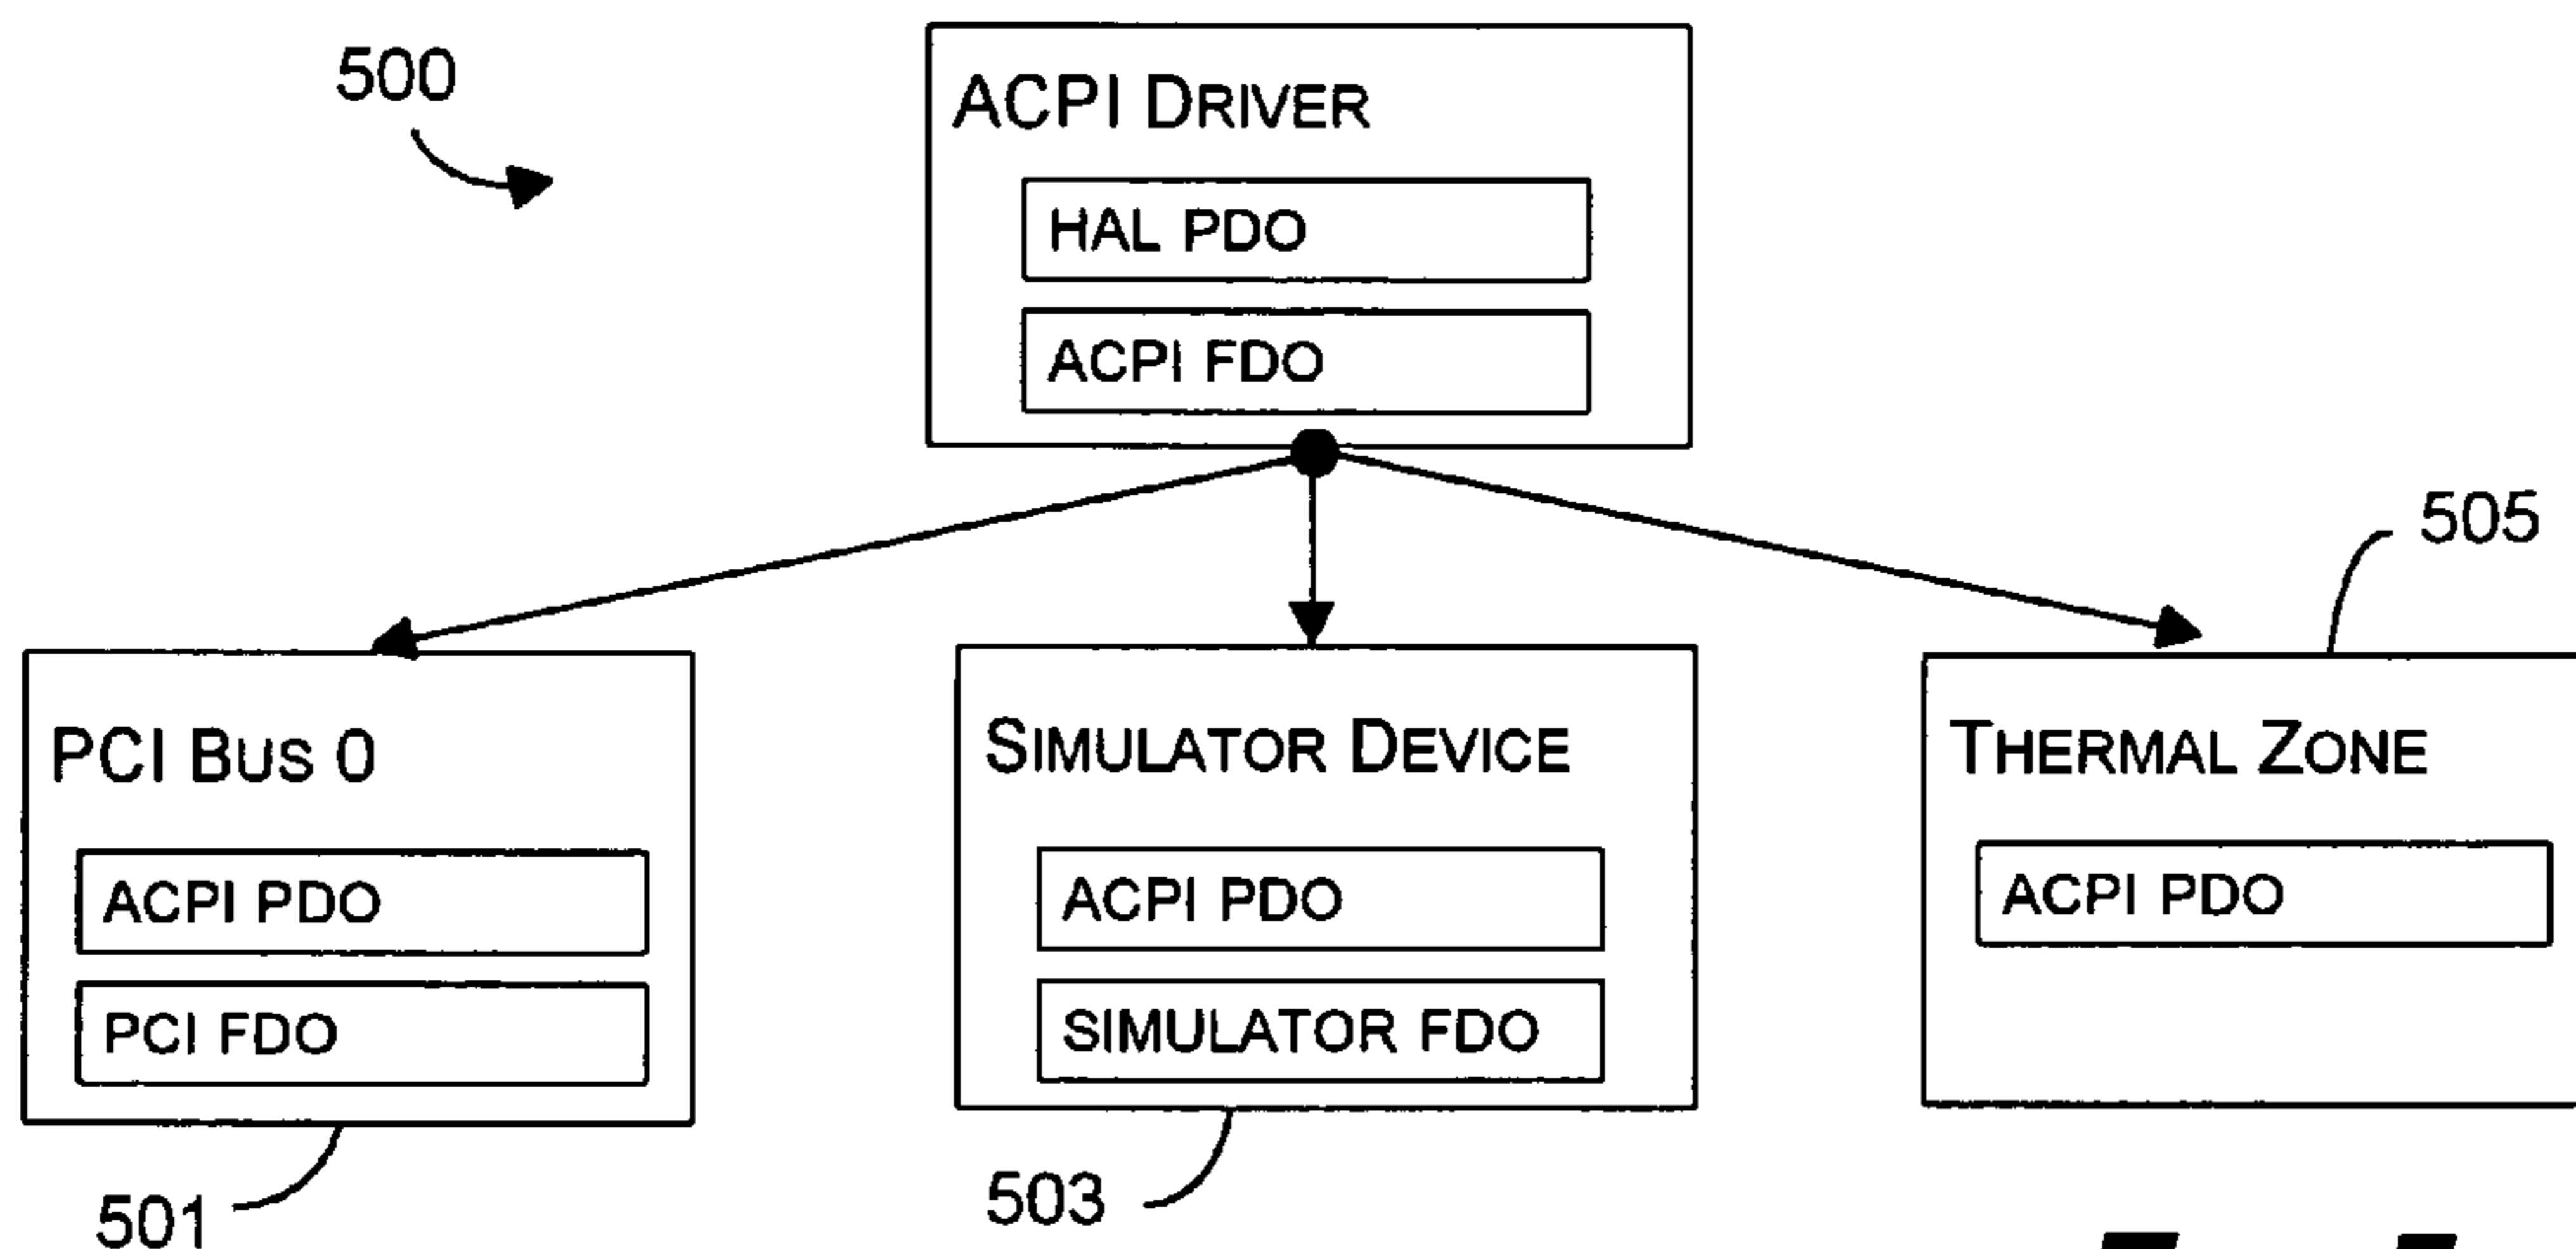 500
ACPI DRIVER
HAL PDO
ACPI FDO
505
PCI BUS 0
ACPI PDO
PCI FDO
SIMULATOR DEVICE
ACPI PDO
SIMULATOR FDO
THERMAL ZONE
ACPI PDO
501
503